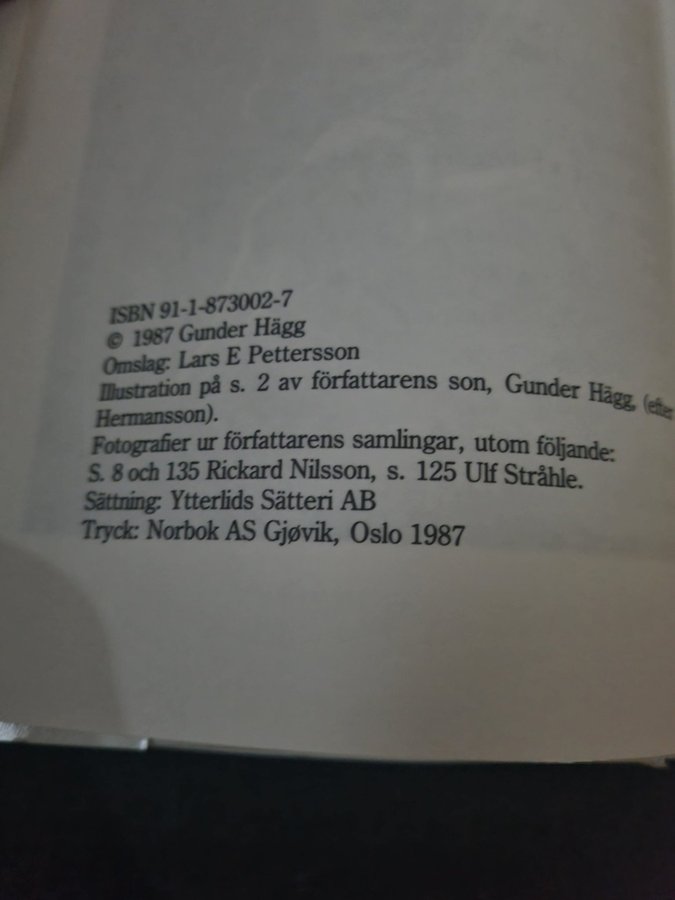 ISBN 91-1-873002-7
© 1987 Gunder Hägg
Omslag: Lars E Pettersson
Illustration på s. 2 av författarens son, Gunder Hägg, (efter
Hermansson).
Fotografier ur författarens samlingar, utom följande:
S. 8 och 135 Rickard Nilsson, s. 125 Ulf Stråhle.
Sättning: Ytterlids Sätteri AB
Tryck: Norbok AS Gjøvik, Oslo 1987